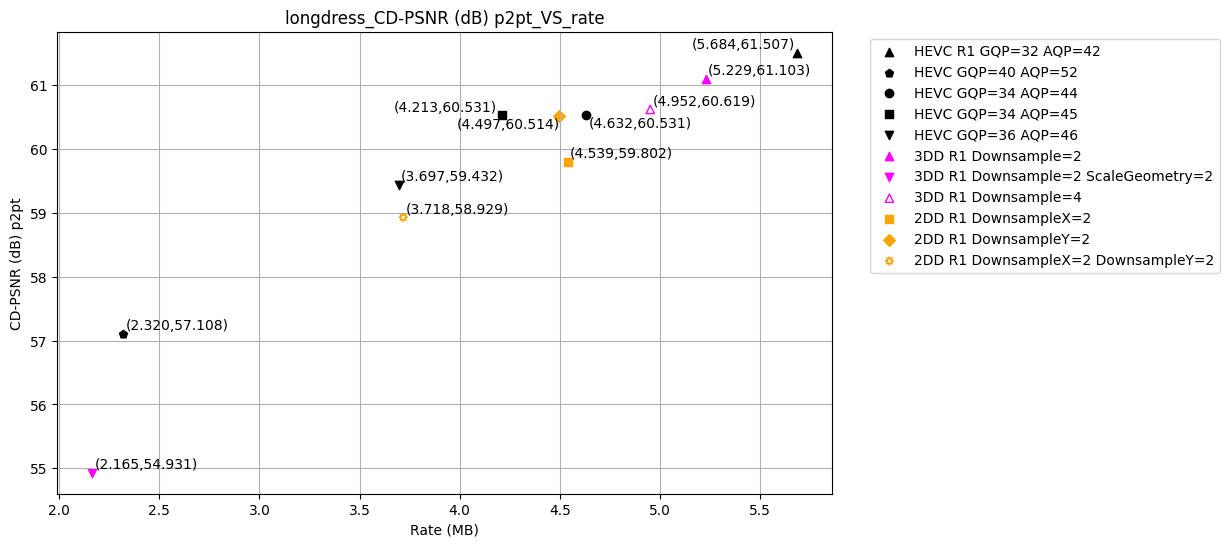 longdress_CD-PSNR (dB) p2pt_VS_rate
(5.684,61.507)
(5.229,61.103)
(4.952,60.619)
(4.213,60.531)
(4.497,60.514)
(4.632,60.531)
(4.539,59.802)
(3.697,59.432)
(3.718,58.929)
(2.320,57.108)
(2.165,54.931)
CD-PSNR (dB) p2pt
61
60
59
58
57
56
55
2.0 2.5 3.0 3.5 4.0 4.5 5.0 5.5
Rate (MB)
HEVC R1 GQP=32 AQP=42
HEVC GQP=40 AQP=52
HEVC GQP=34 AQP=44
HEVC GQP=34 AQP=45
HEVC GQP=36 AQP=46
3DD R1 Downsample=2
3DD R1 Downsample=2 ScaleGeometry=2
3DD R1 Downsample=4
2DD R1 DownsampleX=2
2DD R1 DownsampleY=2
2DD R1 DownsampleX=2 DownsampleY=2